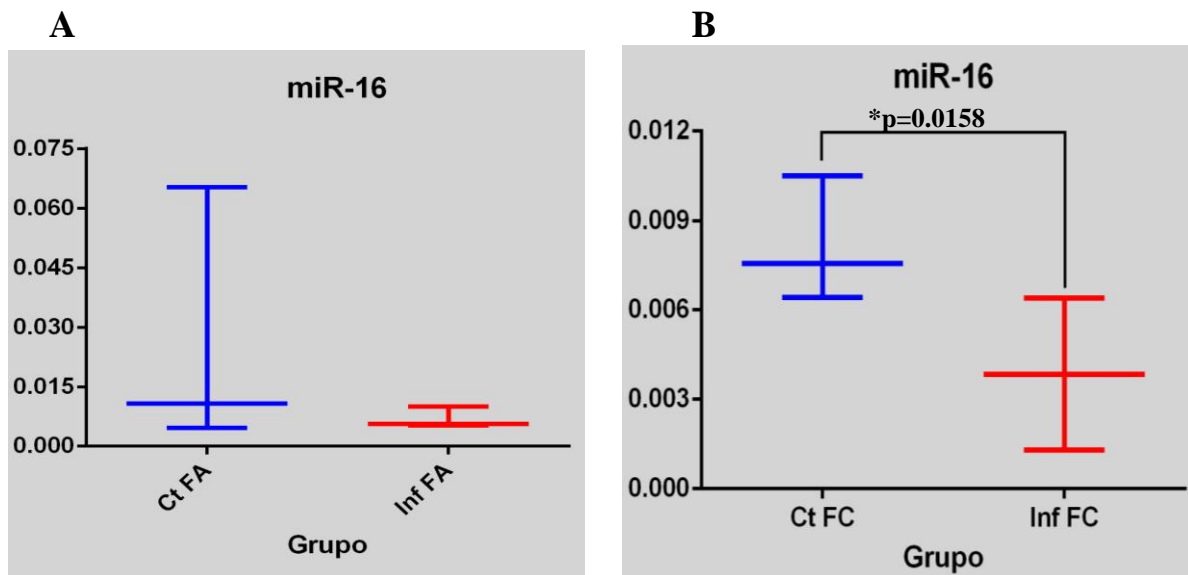 A
miR-16
0.075
0.060
0.045
0.030
0.015
0.000
Ct FA
Inf FA
Grupo
B
miR-16
*p=0.0158
0.012
0.009
0.006
0.003
0.000
Ct FC
Inf FC
Grupo